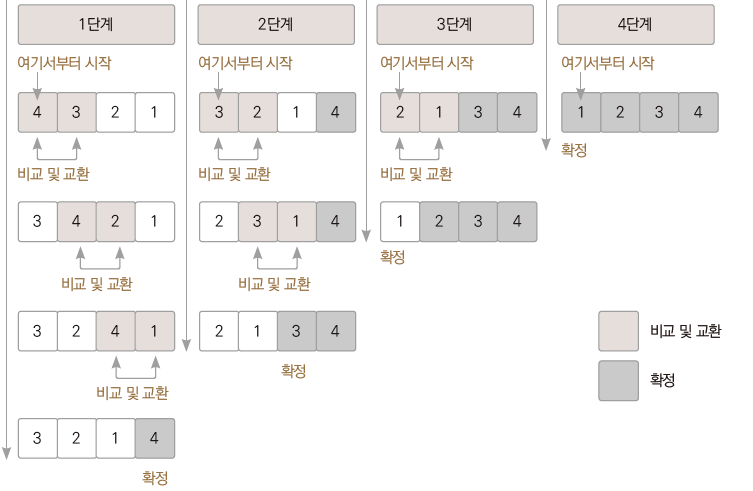 1단계
여기서부터 시작
4 3 2 1
비교 및 교환
3 4 2 1
비교 및 교환
3 2 4 1
비교 및 교환
3 2 1 4
확정
2단계
여기서부터 시작
3 2 1 4
비교 및 교환
2 3 1 4
비교 및 교환
2 1 3 4
확정
3단계
여기서부터 시작
2 1 3 4
비교 및 교환
1 2 3 4
확정
4단계
여기서부터 시작
1 2 3 4
확정
비교 및 교환
확정